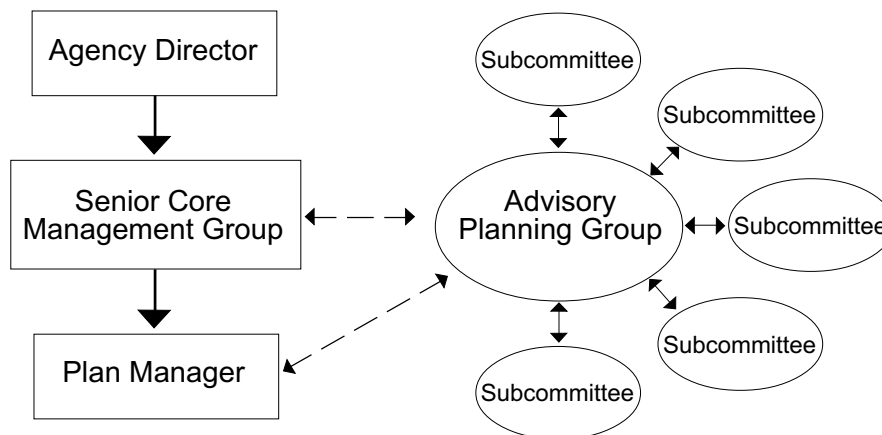 Agency Director
Senior Core
Management Group
Plan Manager
Advisory
Planning Group
Subcommittee
Subcommittee
Subcommittee
Subcommittee
Subcommittee